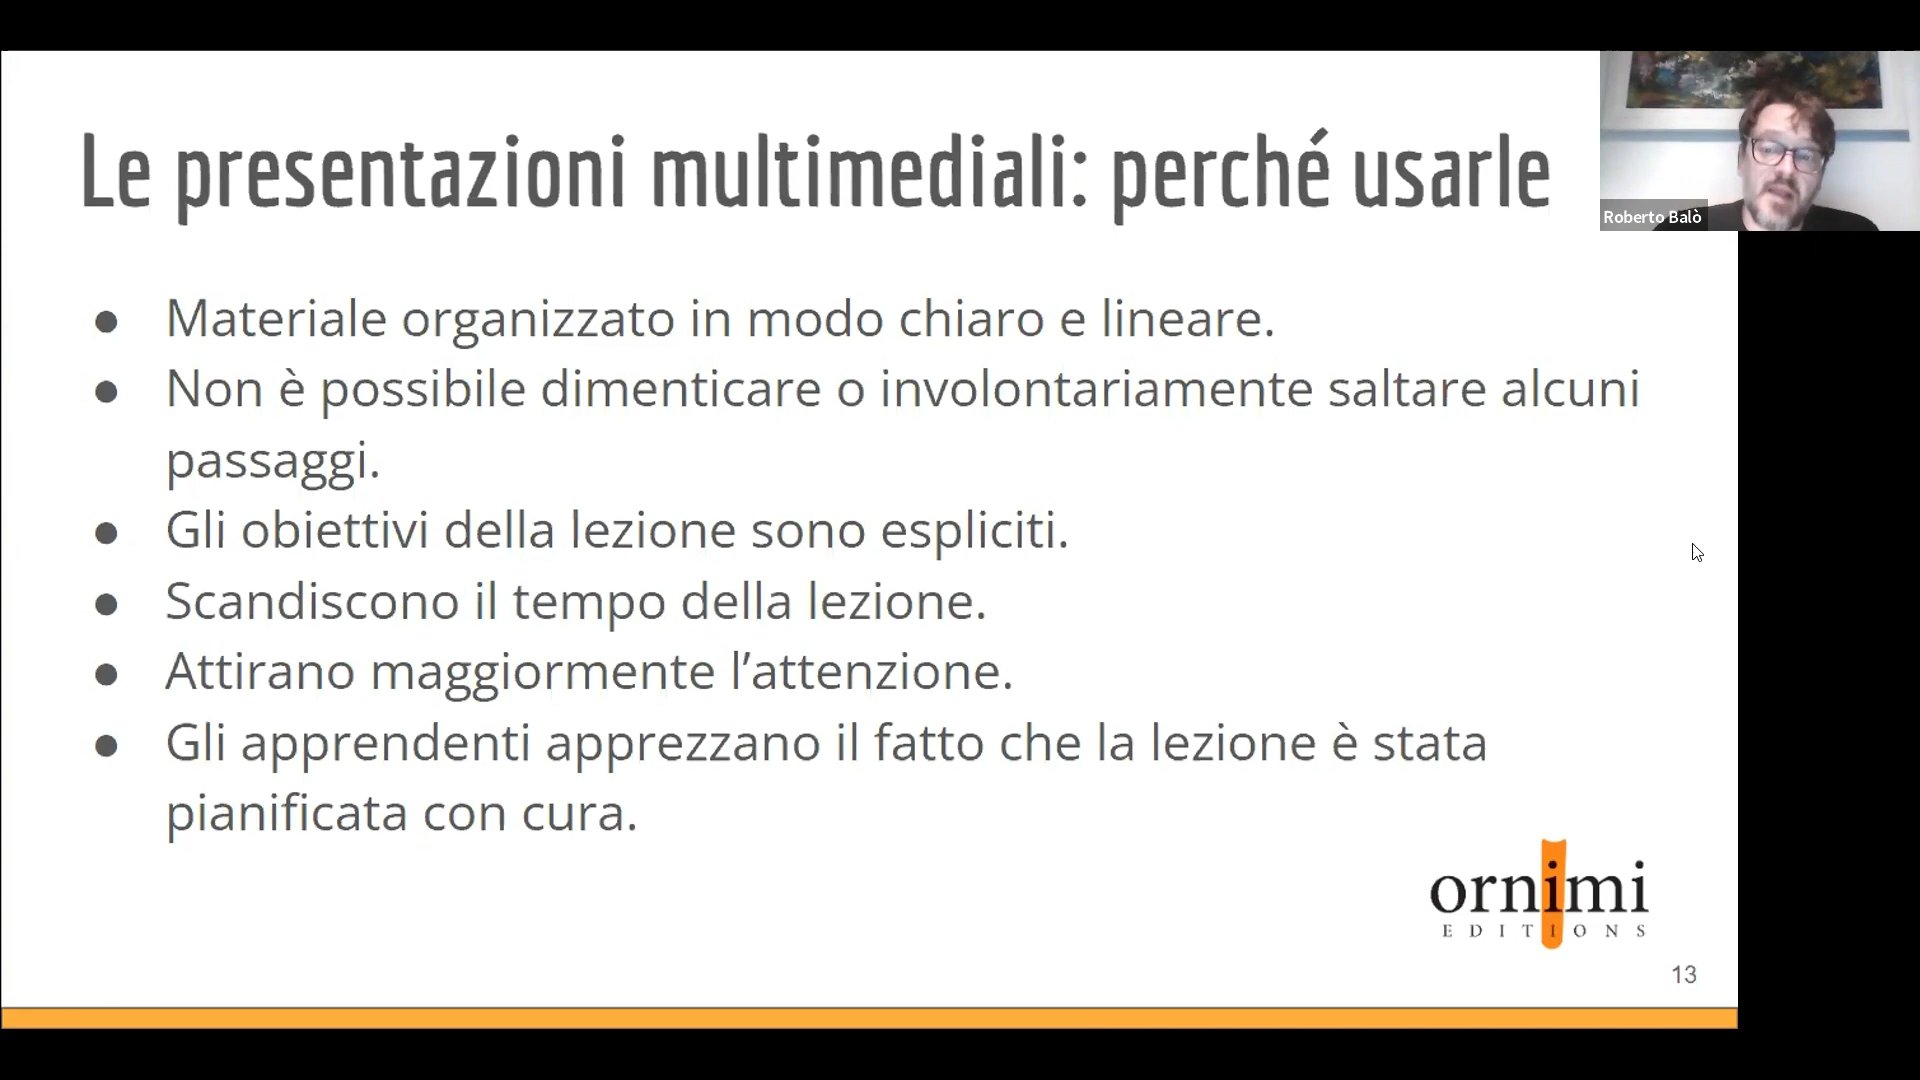 Le presentazioni multimediali: perché usarle
Roberto Balò
● Materiale organizzato in modo chiaro e lineare.
● Non è possibile dimenticare o involontariamente saltare alcuni
passaggi.
● Gli obiettivi della lezione sono espliciti.
● Scandiscono il tempo della lezione.
● Attirano maggiormente l’attenzione.
● Gli apprendenti apprezzano il fatto che la lezione è stata
pianificata con cura.
ornimi
EDITIONS
13